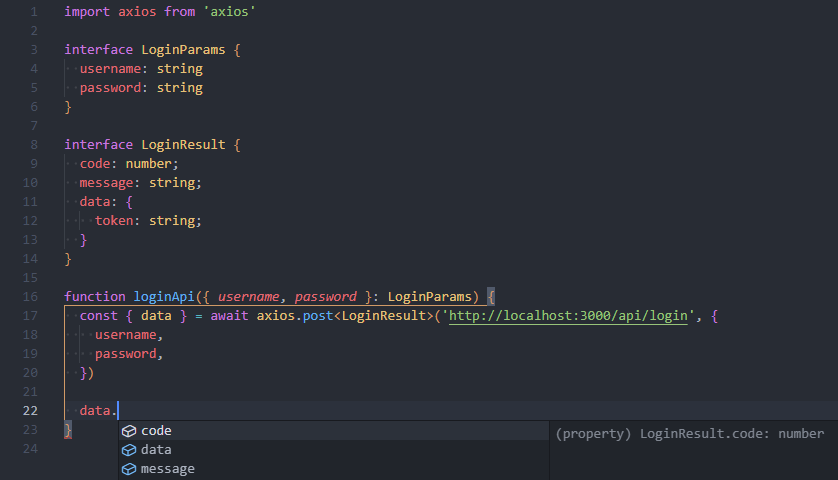 1 import axios from 'axios'
2
3 interface LoginParams {
4 username: string
5 password: string
6 }
7
8 interface LoginResult {
9 code: number;
10 message: string;
11 data: {
12 token: string;
13 }
14 }
15
16 function loginApi({ username, password }: LoginParams) {
17 const { data } = await axios.post<LoginResult>('http://localhost:3000/api/login', {
18 username,
19 password,
20 })
21
22 data.
23 }
24
code
(property) LoginResult.code: number
data
message